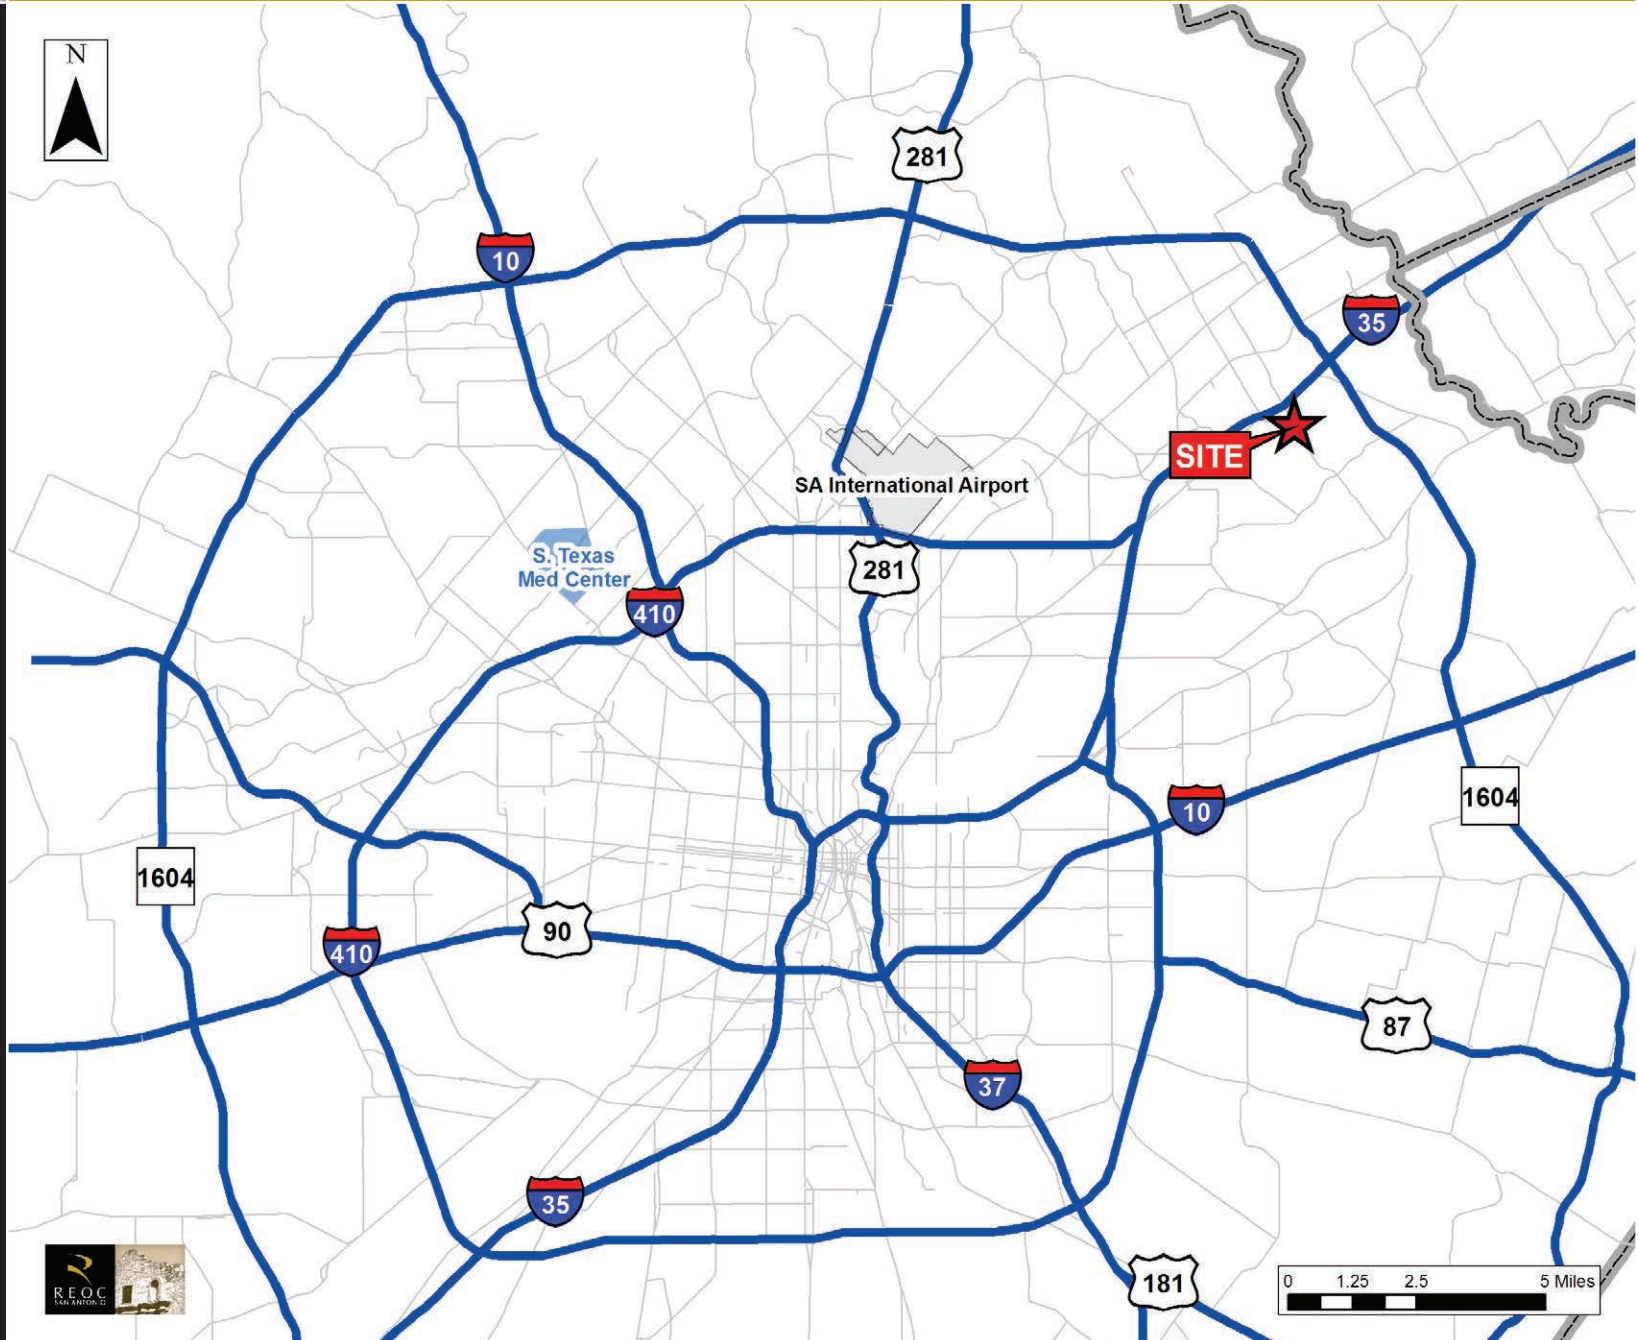 N
281
10
35
SITE
SA International Airport
S. Texas
Med Center
281
410
10
1604
1604
90
410
87
37
35
181
0 1.25 2.5 5 Miles
REOC
SAN ANTONIO